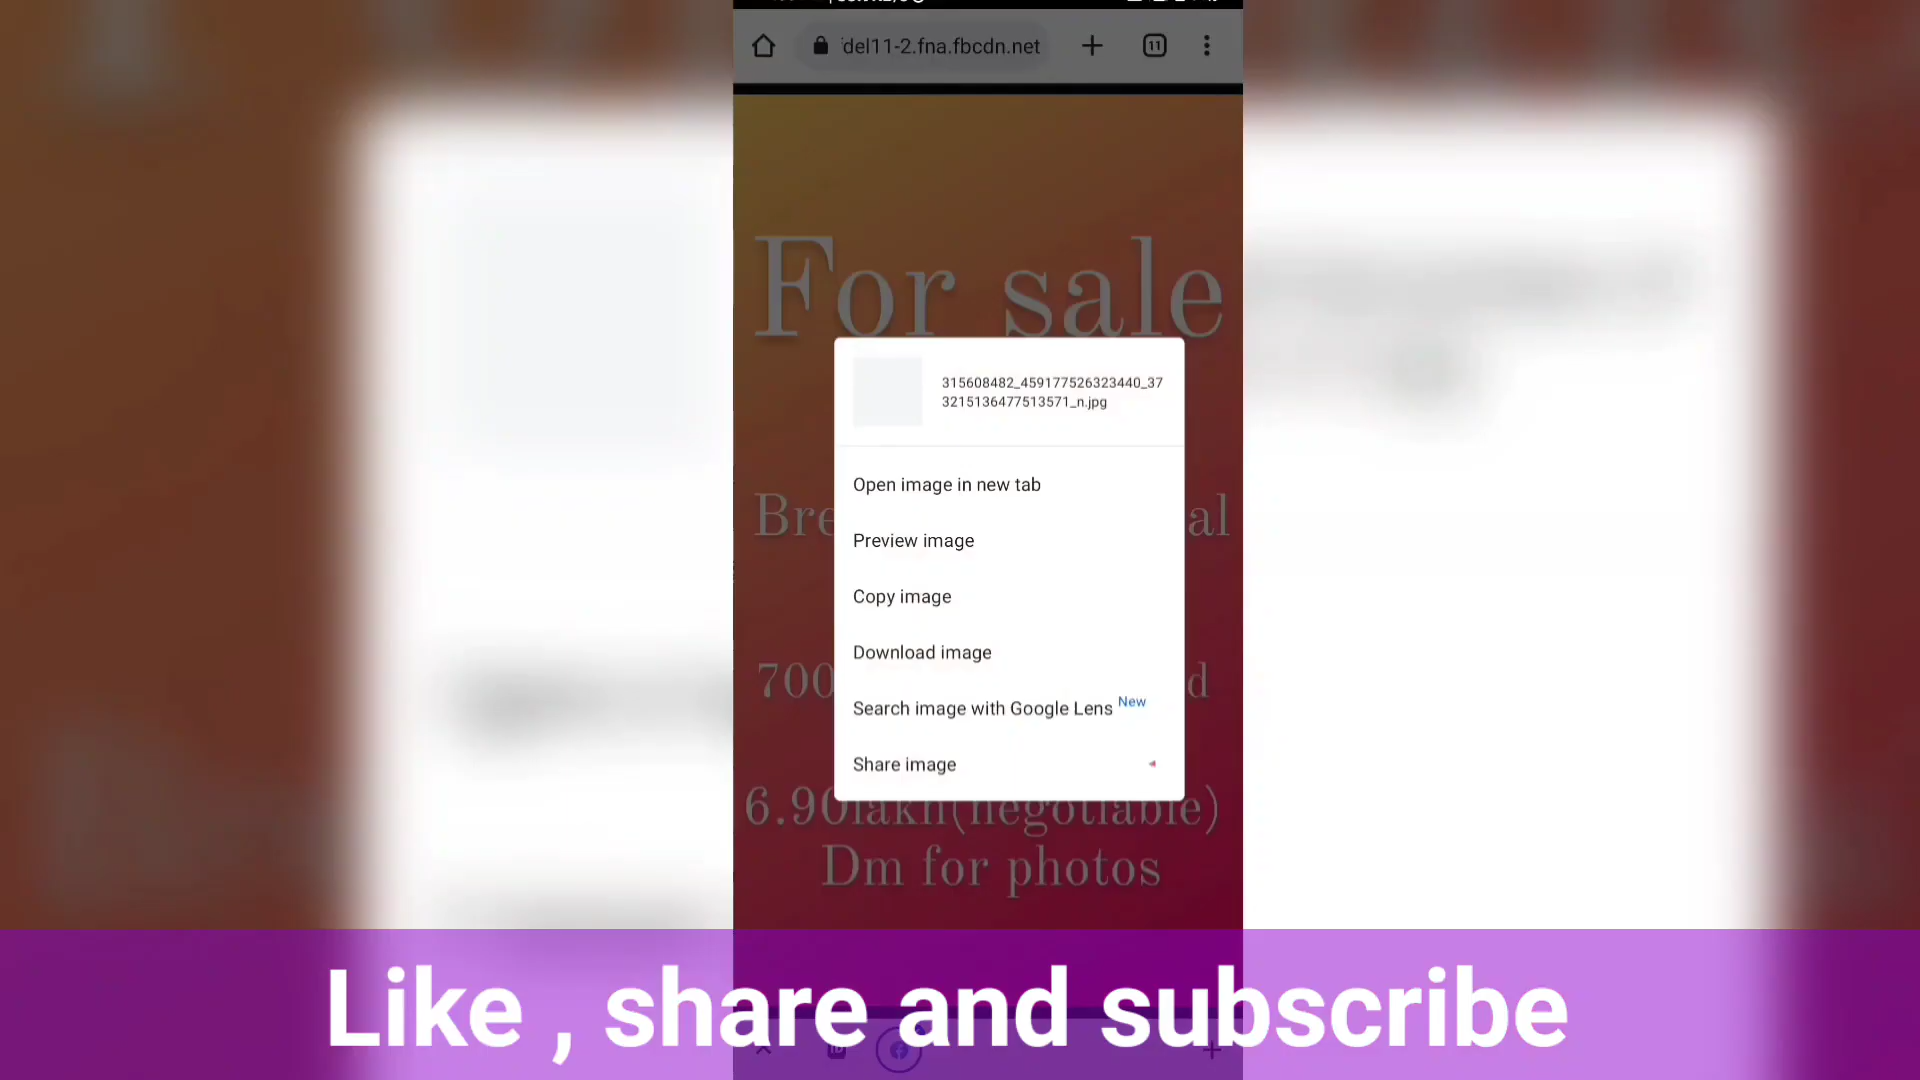 del11-2.fna.fbcdn.net
11
For sale
315608482_459177526323440_37
3215136477513571_n.jpg
Open image in new tab
Bre
al
Preview image
Copy image
Download image
700
d
Search image with Google Lens New
Share image
6.90lakh(negotiable)
Dm for photos
Like , share and subscribe